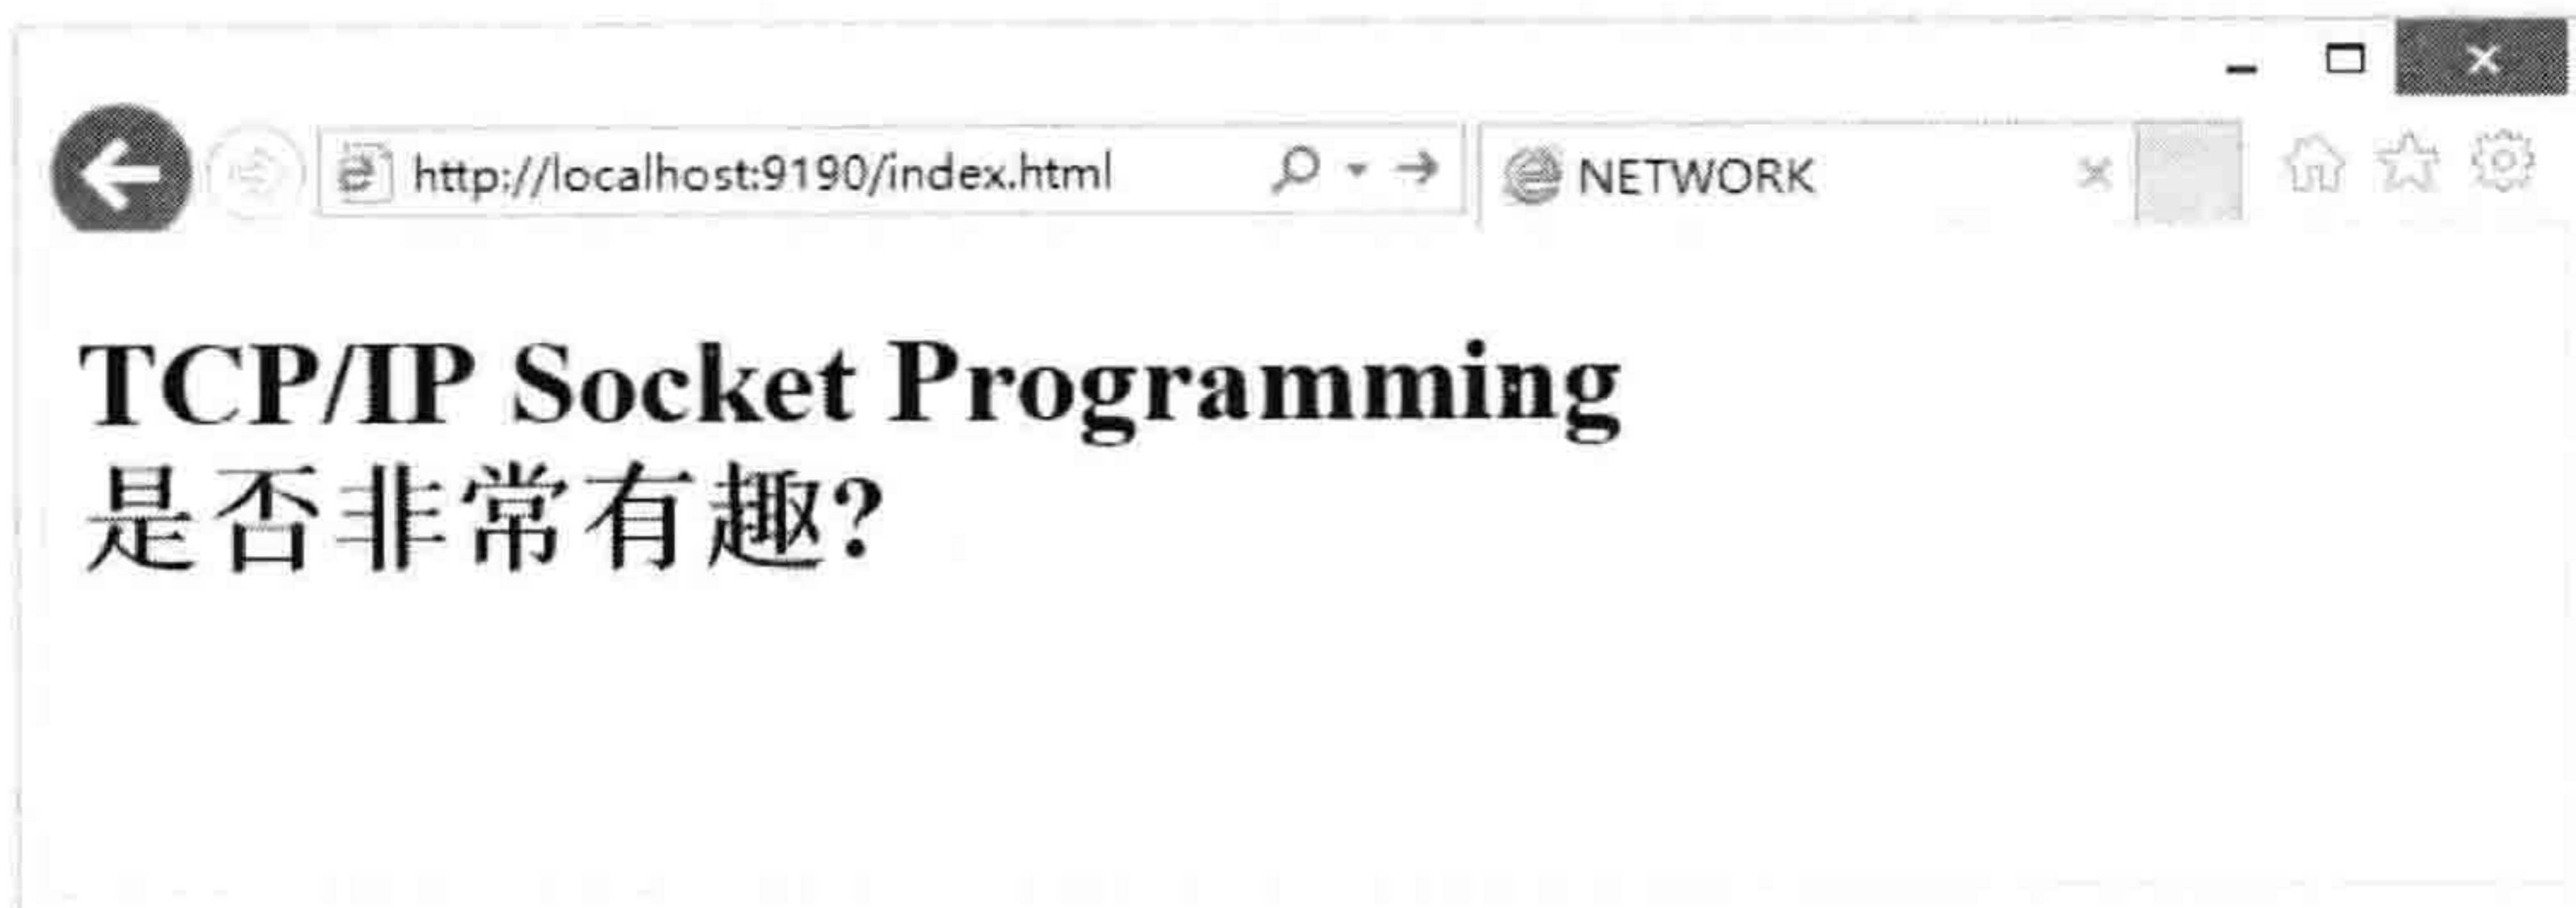 http://localhost:9190/index.html
NETWORK
TCP/IP Socket Programming
是否非常有趣?